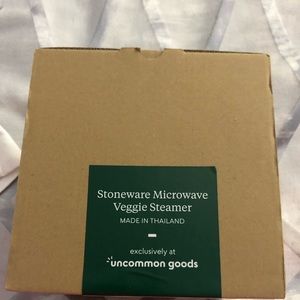 Stoneware Microwave
Veggie Steamer
MADE IN THAILAND
exclusively at
uncommon goods